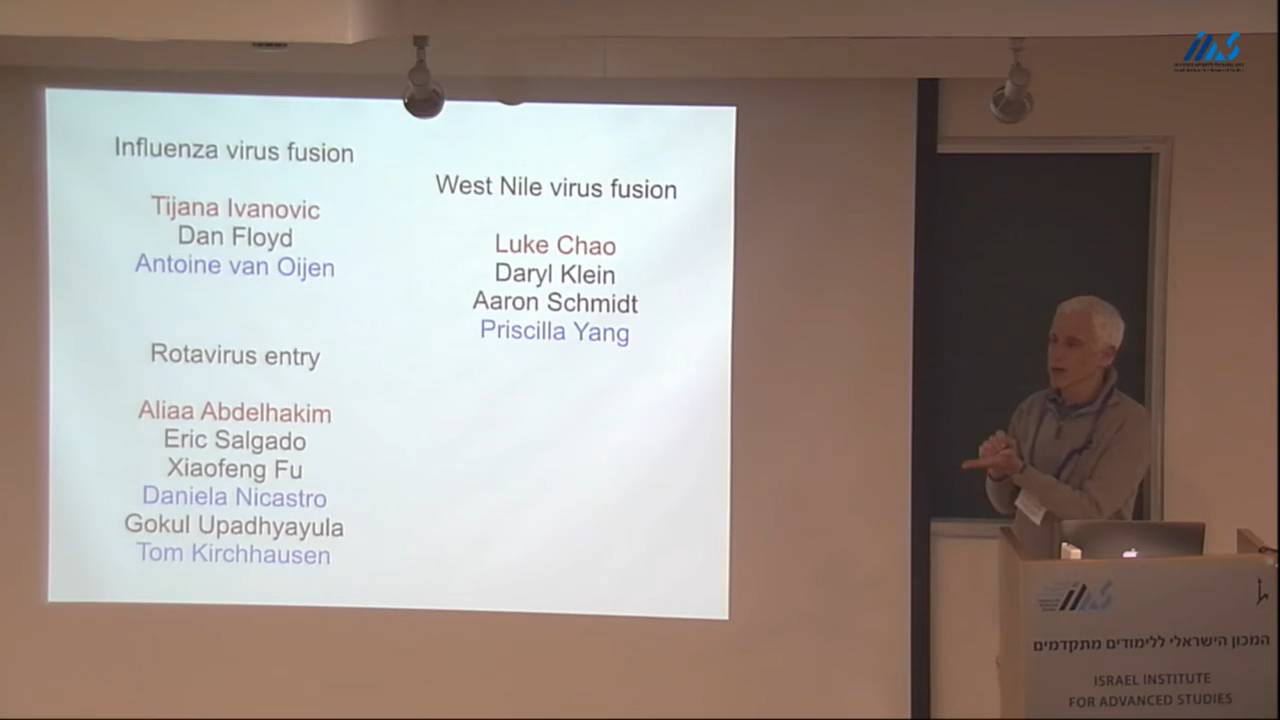 Influenza virus fusion
Tijana Ivanovic
Dan Floyd
Antoine van Oijen
Rotavirus entry
Aliaa Abdelhakim
Eric Salgado
Xiaofeng Fu
Daniela Nicastro
Gokul Upadhyayula
Tom Kirchhausen
West Nile virus fusion
Luke Chao
Daryl Klein
Aaron Schmidt
Priscilla Yang
המכון הישראלי ללימודים מתקדמים
ISRAEL INSTITUTE
FOR ADVANCED STUDIES